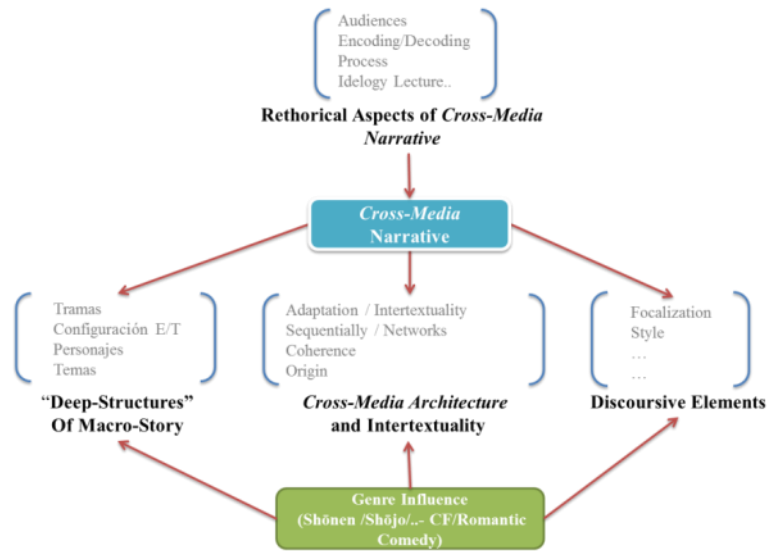 Audiences
Encoding/Decoding
Process
Idelogy Lecture..
Rethorical Aspects of Cross-Media
Narrative
Cross-Media
Narrative
Tramas
Configuración E/T
Personajes
Temas
“Deep-Structures”
Of Macro-Story
Adaptation / Intertextuality
Sequentially / Networks
Coherence
Origin
Cross-Media Architecture
and Intertextuality
Focalization
Style
…
…
Discoursive Elements
Genre Influence
(Shōnen /Shōjo/..- CF/Romantic
Comedy)